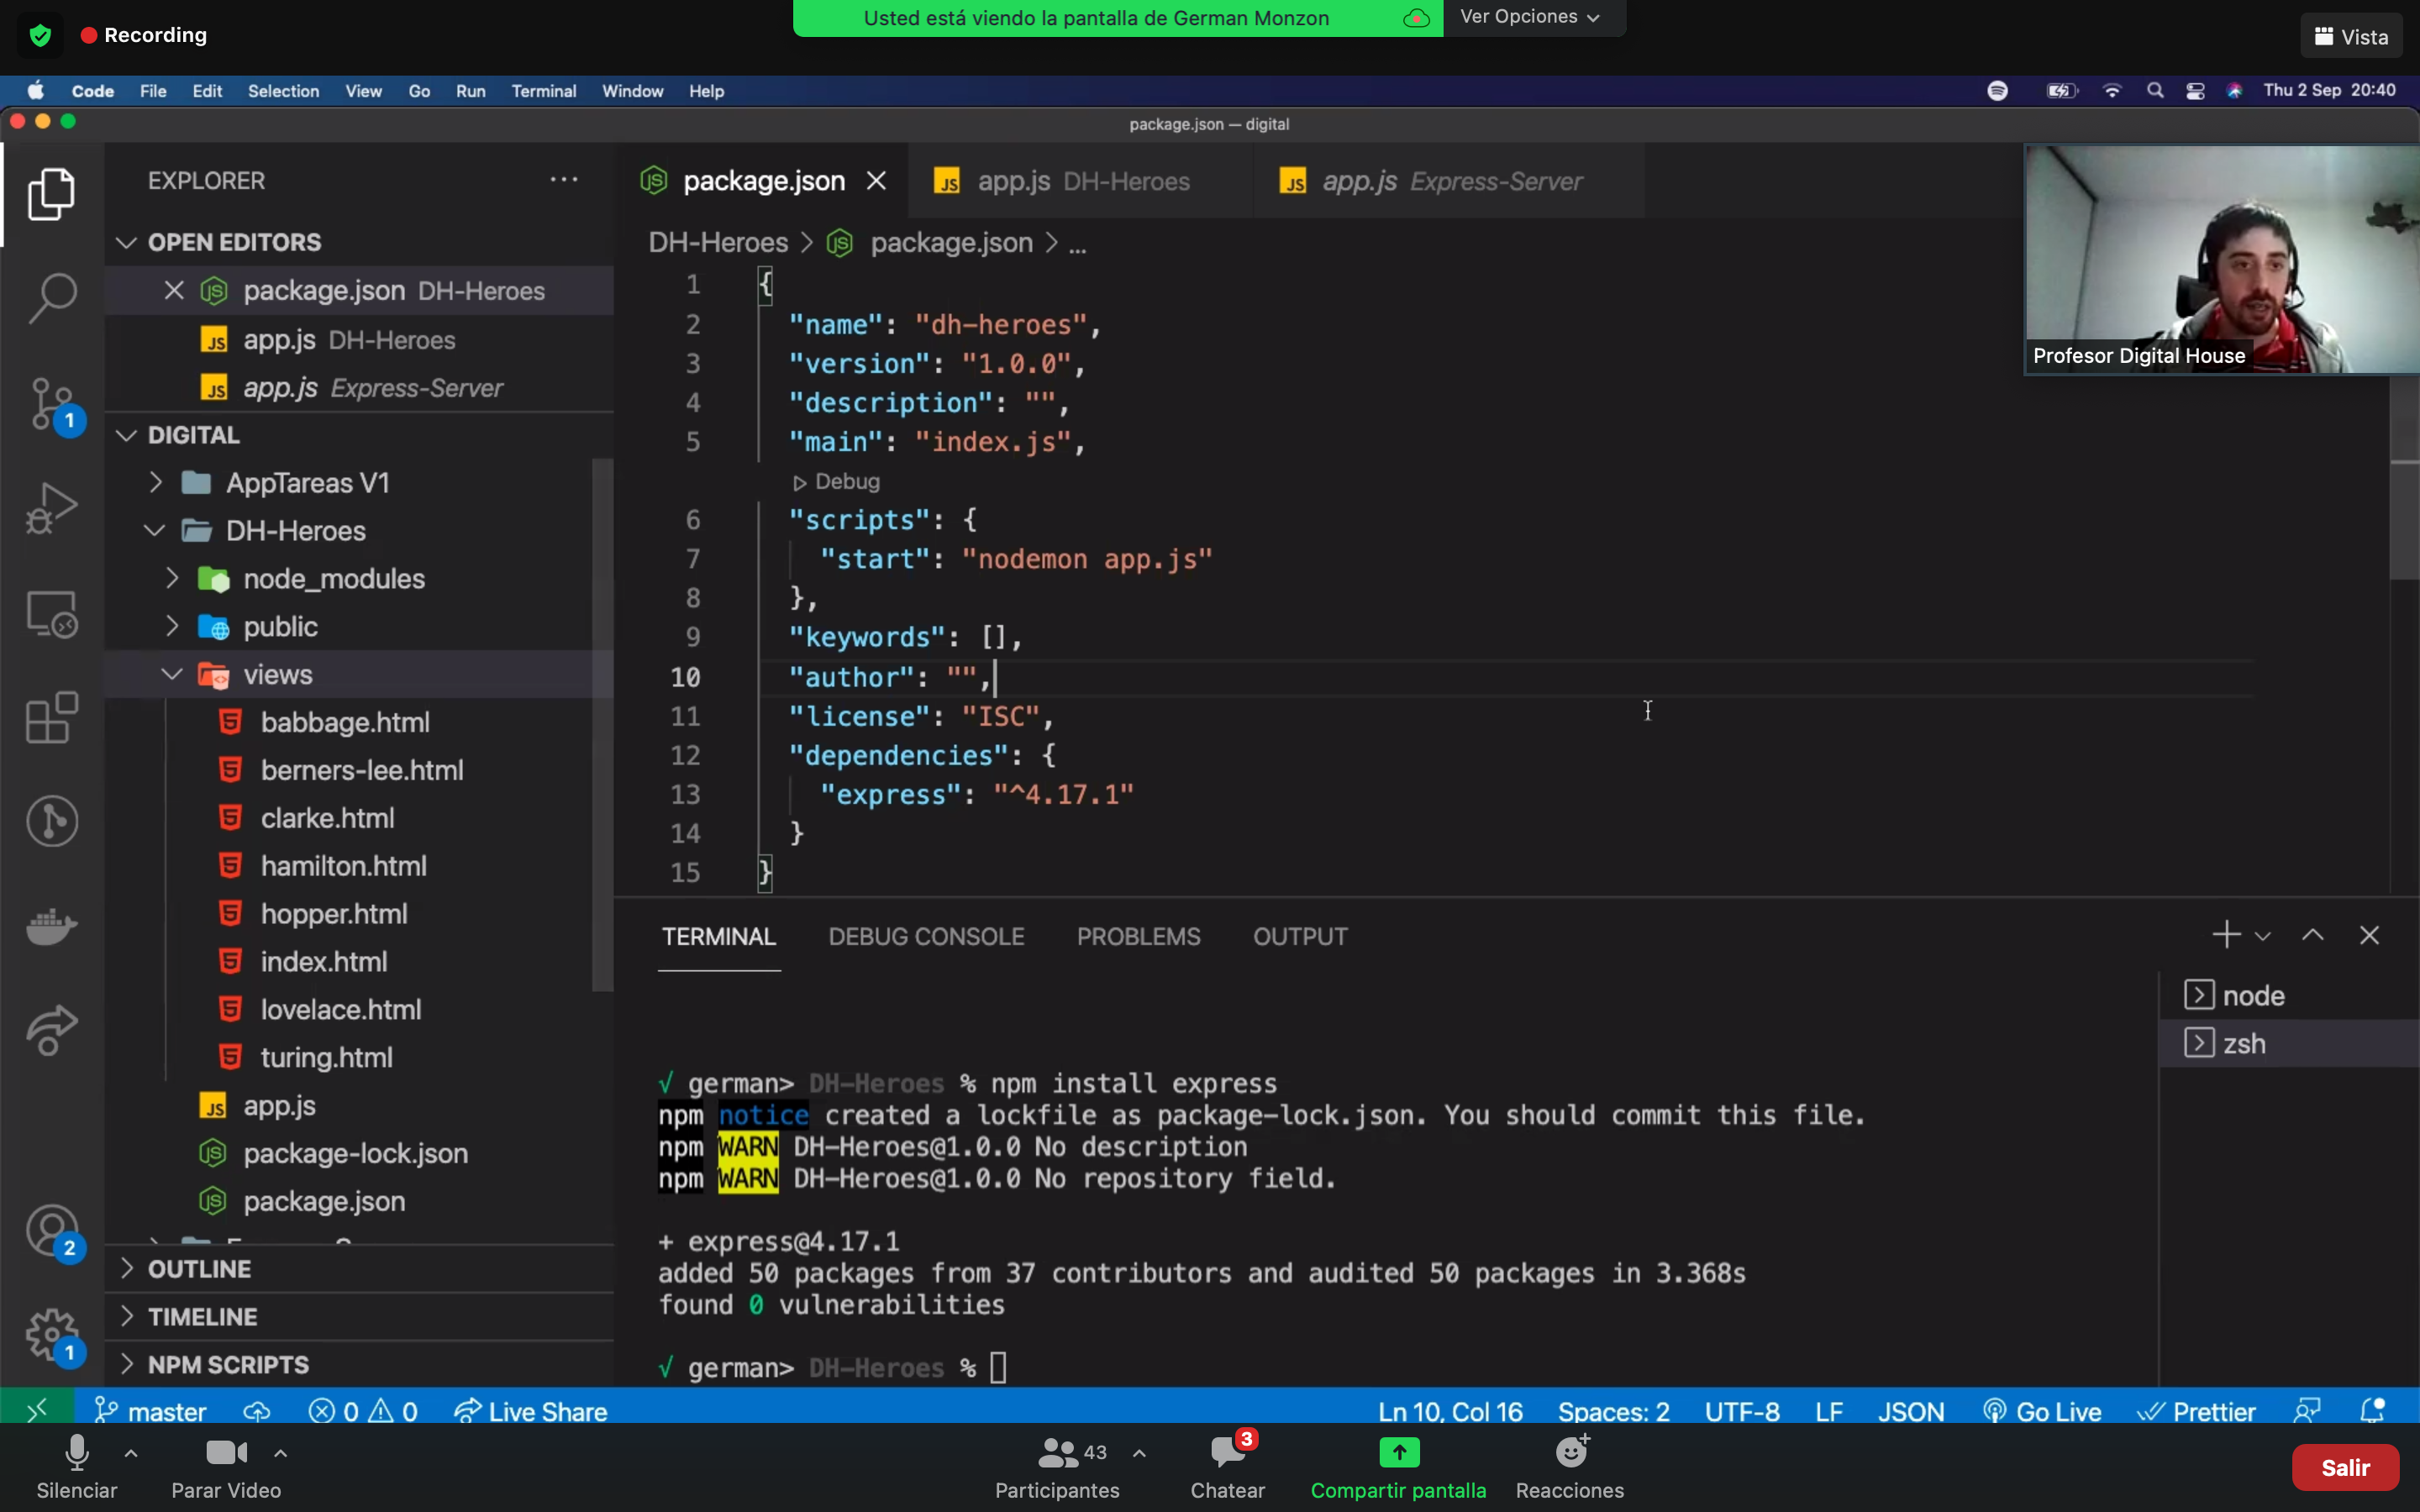 Recording
Usted está viendo la pantalla de German Monzon
Ver Opciones
Vista
Code File Edit Selection View Go Run Terminal Window Help
Thu 2 Sep 20:40
package.json — digital
EXPLORER
OPEN EDITORS
package.json DH-Heroes
app.js DH-Heroes
app.js Express-Server
DIGITAL
AppTareas V1
DH-Heroes
node_modules
public
views
babbage.html
berners-lee.html
clarke.html
hamilton.html
hopper.html
index.html
lovelace.html
turing.html
app.js
package-lock.json
package.json
OUTLINE
TIMELINE
NPM SCRIPTS
1
2
1
package.json
app.js DH-Heroes
app.js Express-Server
DH-Heroes > package.json > ...
1 {
2 "name": "dh-heroes",
3 "version": "1.0.0",
4 "description": "",
5 "main": "index.js",
Debug
6 "scripts": {
7 "start": "nodemon app.js"
8 },
9 "keywords": [],
10 "author": "",
11 "license": "ISC",
12 "dependencies": {
13 "express": "^4.17.1"
14 }
15 }
Profesor Digital House
TERMINAL DEBUG CONSOLE PROBLEMS OUTPUT
node
zsh
√ german> DH-Heroes % npm install express
npm notice created a lockfile as package-lock.json. You should commit this file.
npm WARN DH-Heroes@1.0.0 No description
npm WARN DH-Heroes@1.0.0 No repository field.
+ express@4.17.1
added 50 packages from 37 contributors and audited 50 packages in 3.368s
found 0 vulnerabilities
√ german> DH-Heroes %
master 0 0 Live Share
Ln 10, Col 16 Spaces: 2 UTF-8 LF JSON Go Live Prettier
Silenciar
Parar Video
43
Participantes
3
Chatear
Compartir pantalla
Reacciones
Salir